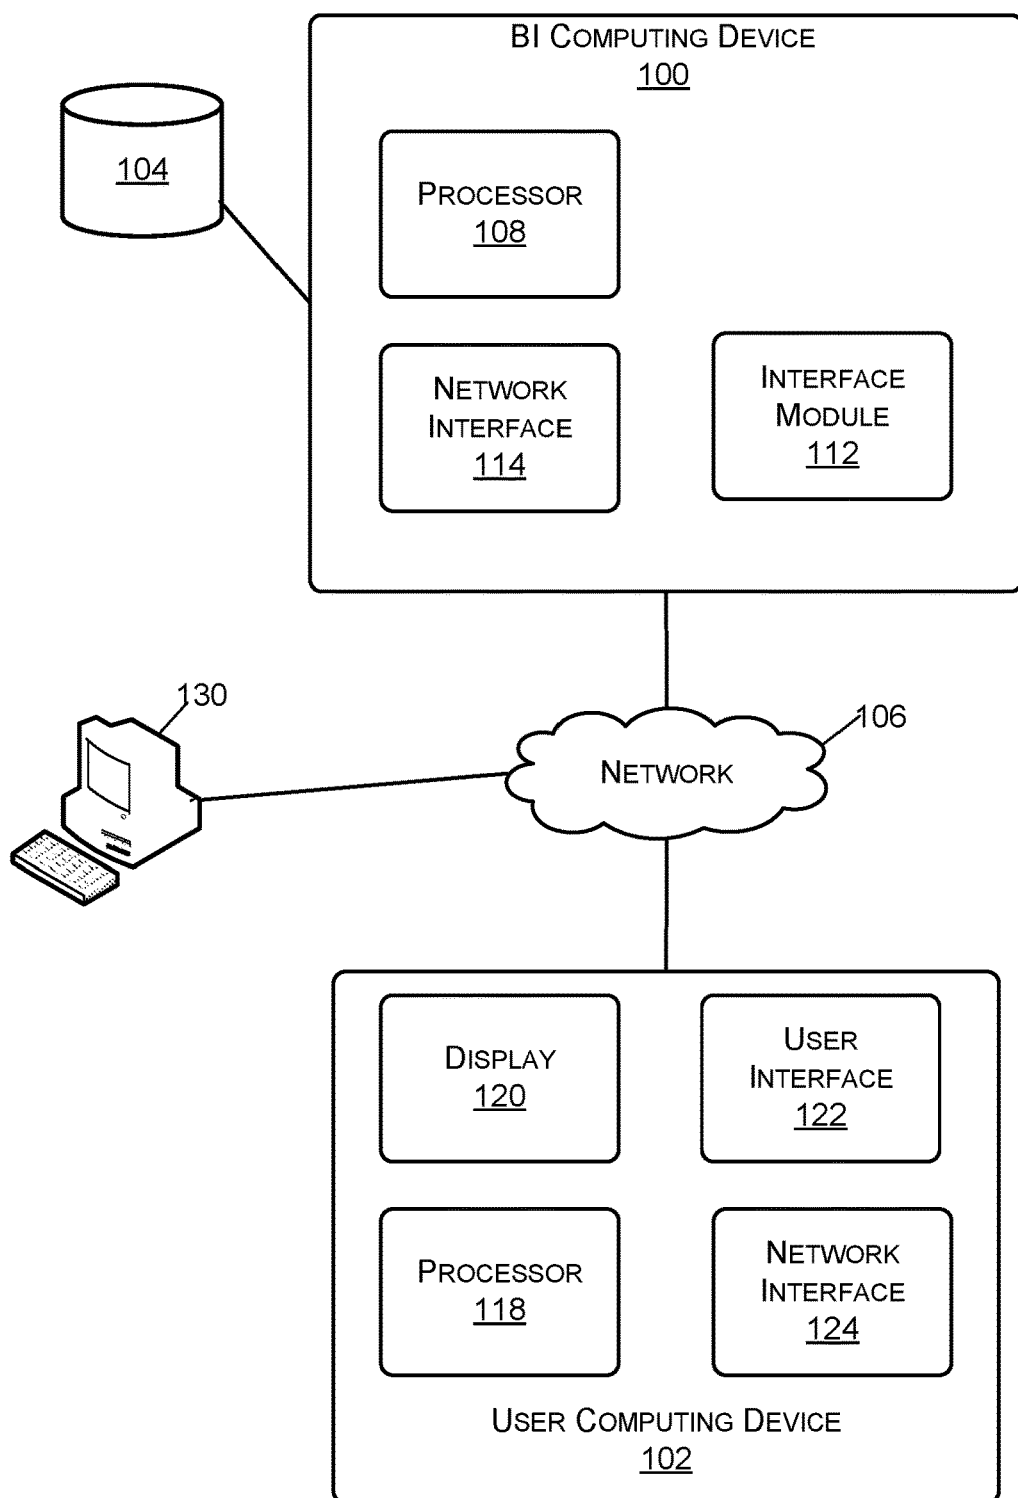 BI COMPUTING DEVICE
100
104
PROCESSOR
108
NETWORK
INTERFACE
114
INTERFACE
MODULE
112
130
106
NETWORK
DISPLAY
120
USER
INTERFACE
122
PROCESSOR
118
NETWORK
INTERFACE
124
USER COMPUTING DEVICE
102